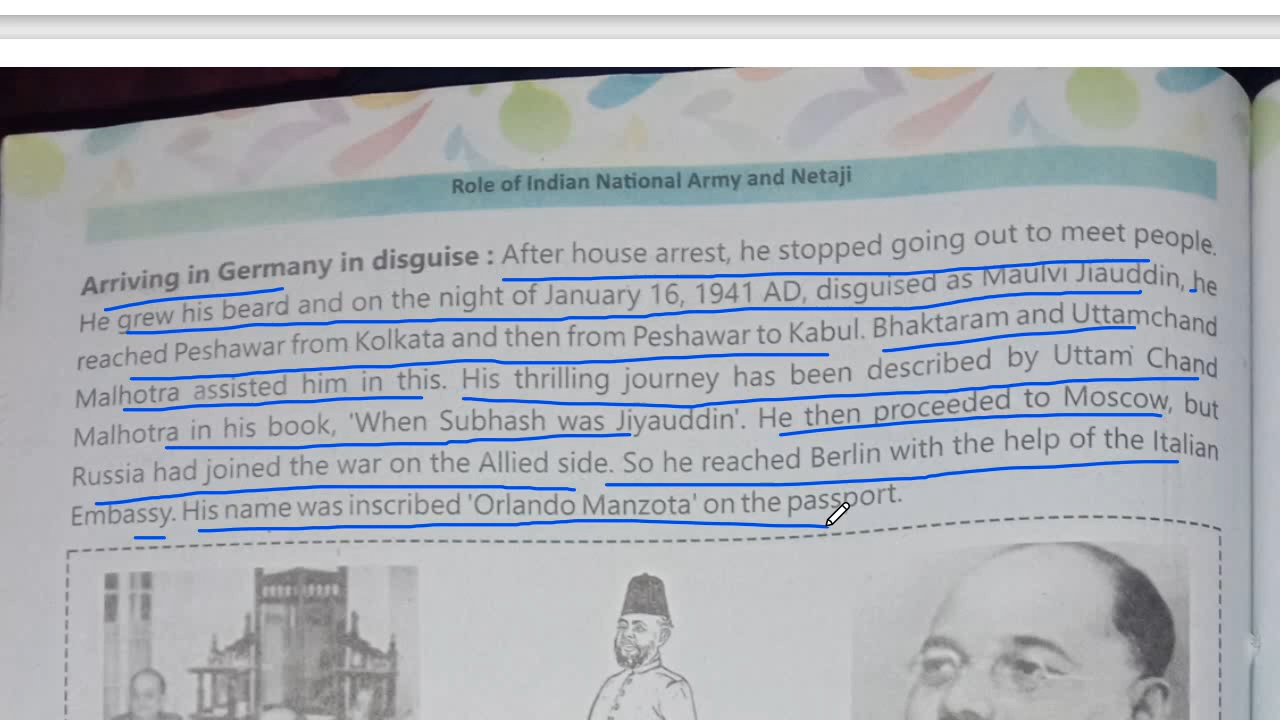 Role of Indian National Army and Netaji
Arriving in Germany in disguise : After house arrest, he stopped going out to meet people.
He grew his beard and on the night of January 16, 1941 AD, disguised as Maulvi Jiauddin, he
reached Peshawar from Kolkata and then from Peshawar to Kabul. Bhaktaram and Uttamchand
Malhotra assisted him in this. His thrilling journey has been described by Uttam Chand
Malhotra in his book, 'When Subhash was Jiyauddin'. He then proceeded to Moscow, but
Russia had joined the war on the Allied side. So he reached Berlin with the help of the Italian
Embassy. His name was inscribed 'Orlando Manzota' on the passport.